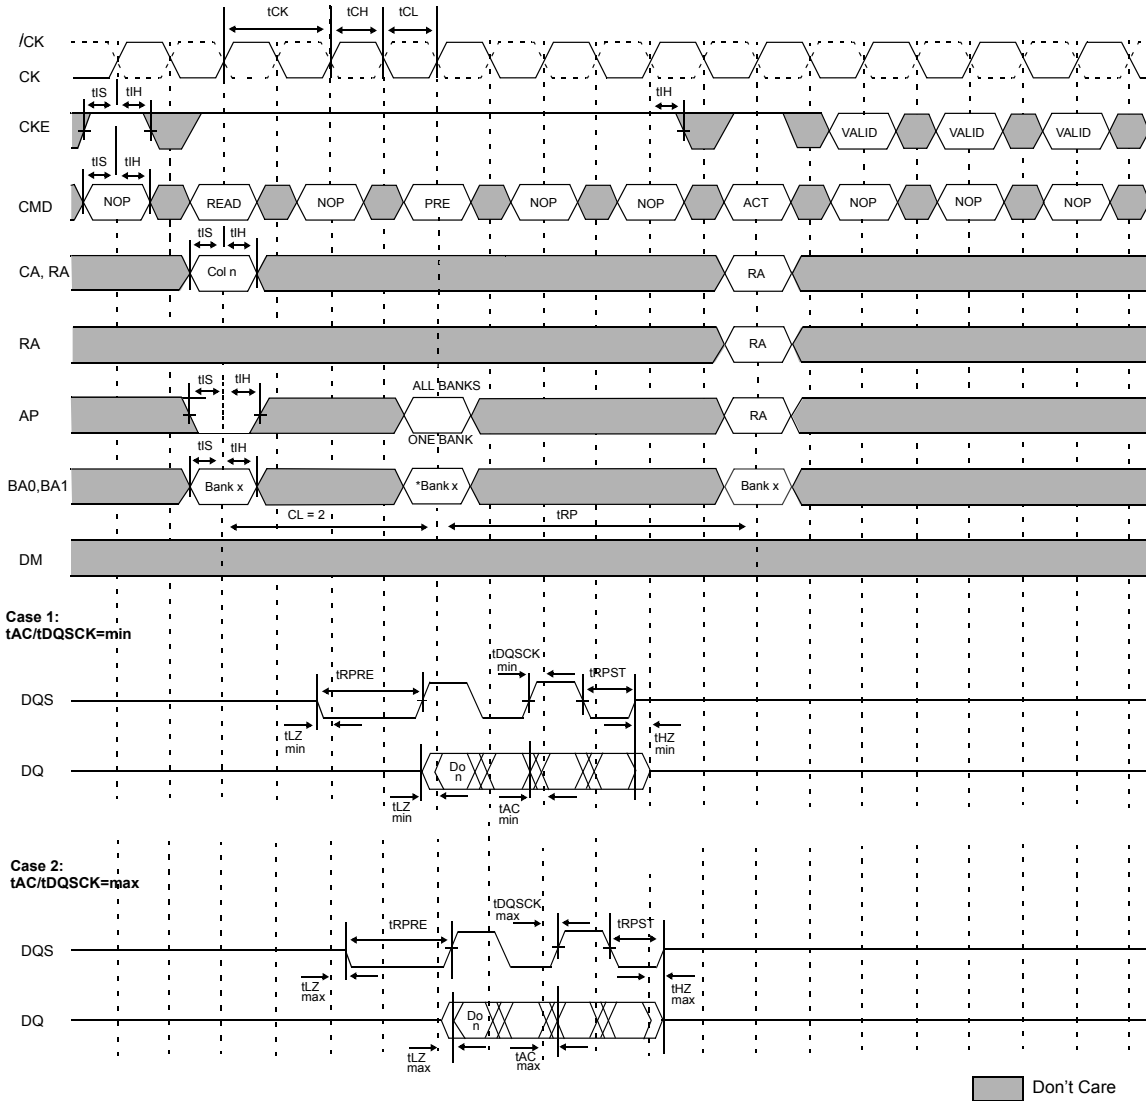 tCK tCH tCL
/CK
CK
tIS tIH tIH
CKE VALID VALID VALID
tIS tIH
CMD NOP READ NOP PRE NOP NOP ACT NOP NOP NOP
tIS tIH
CA, RA Col n RA
RA RA
tIS tIH ALL BANKS
AP RA
ONE BANK
tIS tIH
BA0,BA1 Bank x *Bank x Bank x
CL = 2 tRP
DM
Case 1:
tAC/tDQSCK=min
tDQSCK
min
tRPRE tRPST
DQS
tLZ
min
tHZ
min
DQ Do
n
tLZ
min
tAC
min
Case 2:
tAC/tDQSCK=max
tDQSCK
max
tRPRE tRPST
DQS
tLZ
max
tHZ
max
DQ Do
n
tLZ
max
tAC
max
Don't Care